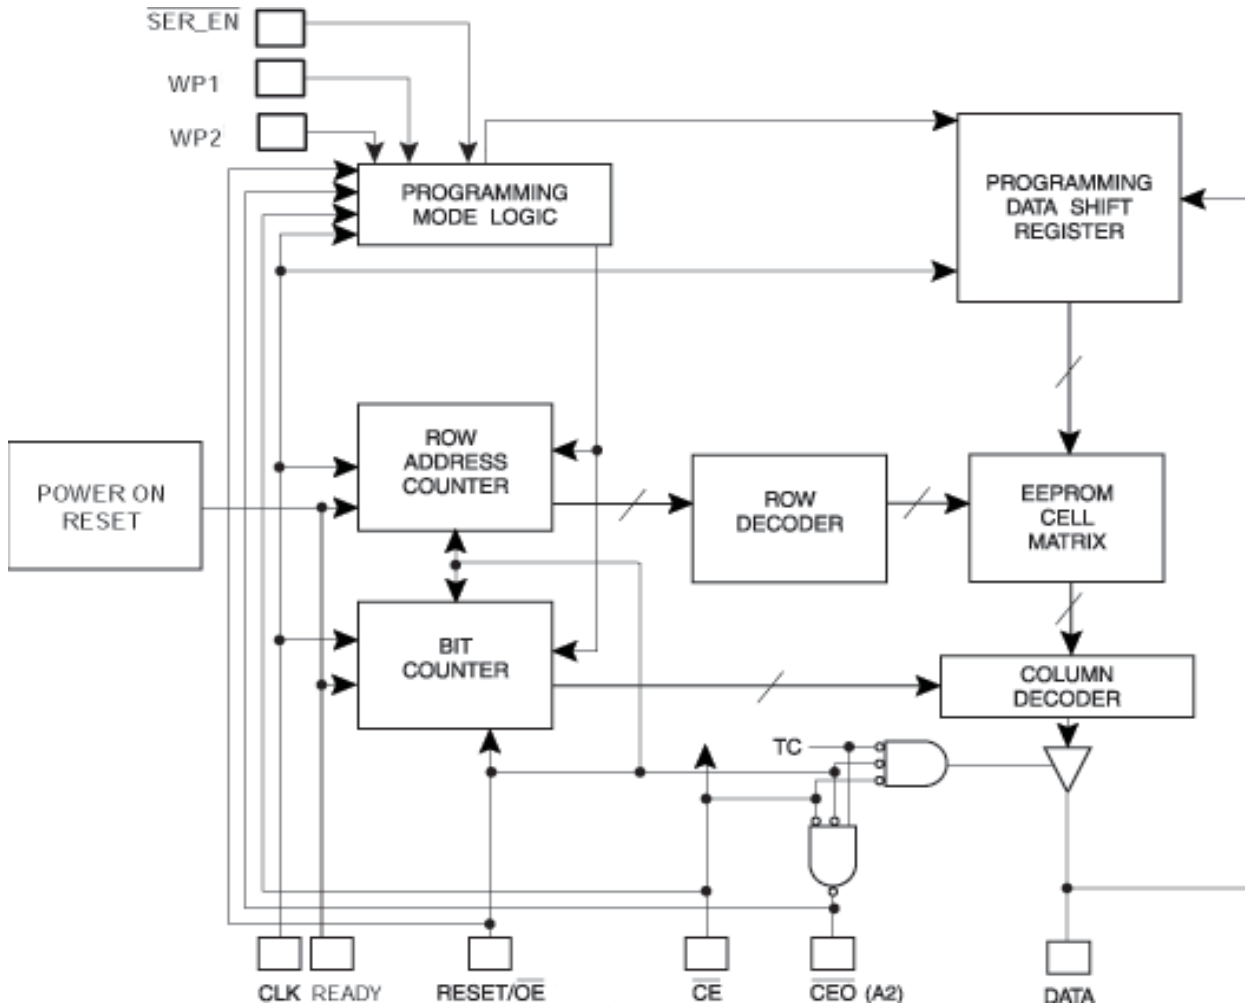 SER_EN
WP1
WP2
PROGRAMMING
MODE LOGIC
PROGRAMMING
DATA SHIFT
REGISTER
POWER ON
RESET
ROW
ADDRESS
COUNTER
ROW
DECODER
EEPROM
CELL
MATRIX
BIT
COUNTER
COLUMN
DECODER
TC
CLK
READY
RESET/OE
CE
CEO (A2)
DATA